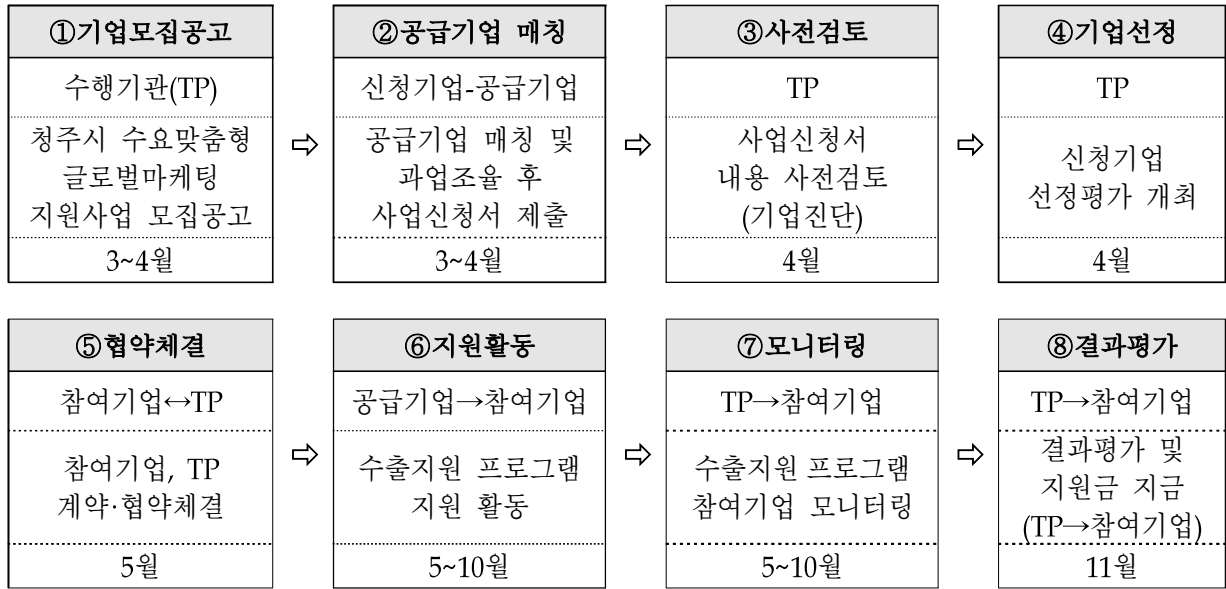 ①기업모집공고
수행기관(TP)
청주시 수요맞춤형
글로벌마케팅
지원사업 모집공고
3~4월
⇨
②공급기업 매칭
신청기업-공급기업
공급기업 매칭 및
과업조율 후
사업신청서 제출
3~4월
⇨
③사전검토
TP
사업신청서
내용 사전검토
(기업진단)
4월
⇨
④기업선정
TP
신청기업
선정평가 개최
4월
⑤협약체결
참여기업↔TP
참여기업, TP
계약·협약체결
5월
⇨
⑥지원활동
공급기업→참여기업
수출지원 프로그램
지원 활동
5~10월
⇨
⑦모니터링
TP→참여기업
수출지원 프로그램
참여기업 모니터링
5~10월
⇨
⑧결과평가
TP→참여기업
결과평가 및
지원금 지금
(TP→참여기업)
11월